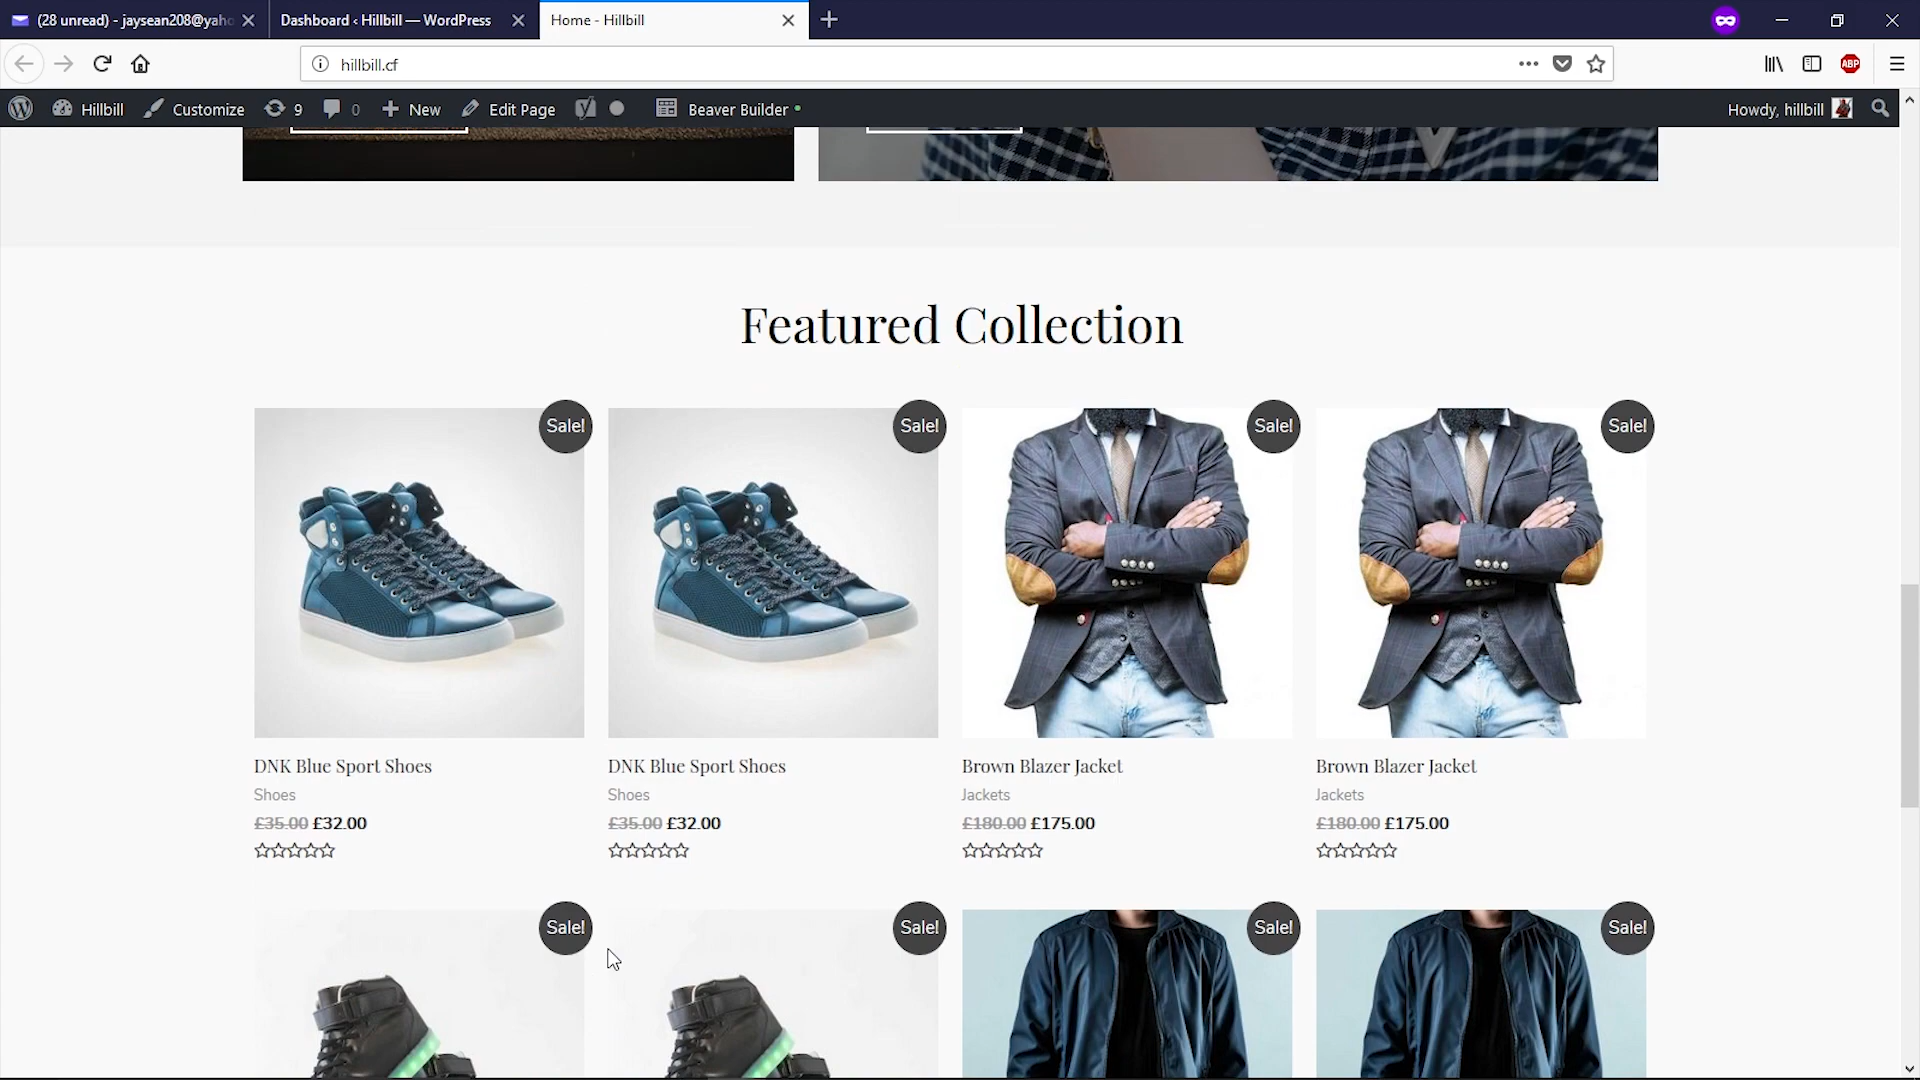 (28 unread) - jaysean208@yaho
Dashboard ‹ Hillbill — WordPress
Home - Hillbill
hillbill.cf
ABP
Hillbill
Customize
9
0
New
Edit Page
Beaver Builder
Howdy, hillbill
Featured Collection
Sale!
Sale!
Sale!
Sale!
DNK Blue Sport Shoes
Shoes
£35.00 £32.00
DNK Blue Sport Shoes
Shoes
£35.00 £32.00
Brown Blazer Jacket
Jackets
£180.00 £175.00
Brown Blazer Jacket
Jackets
£180.00 £175.00
Sale!
Sale!
Sale!
Sale!